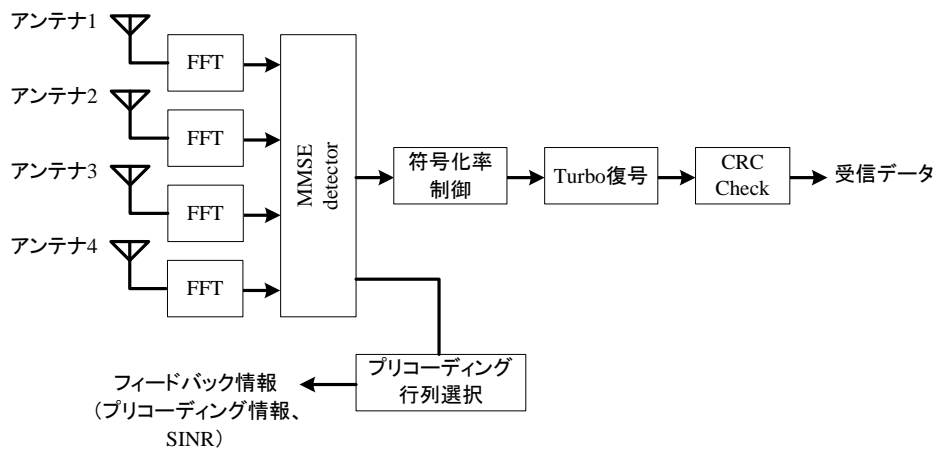 アンテナ1
FFT
アンテナ2
FFT
アンテナ3
FFT
アンテナ4
FFT
MMSE
detector
符号化率
制御
Turbo復号
CRC
Check
受信データ
プリコーディング
行列選択
フィードバック情報
（プリコーディング情報、
SINR）